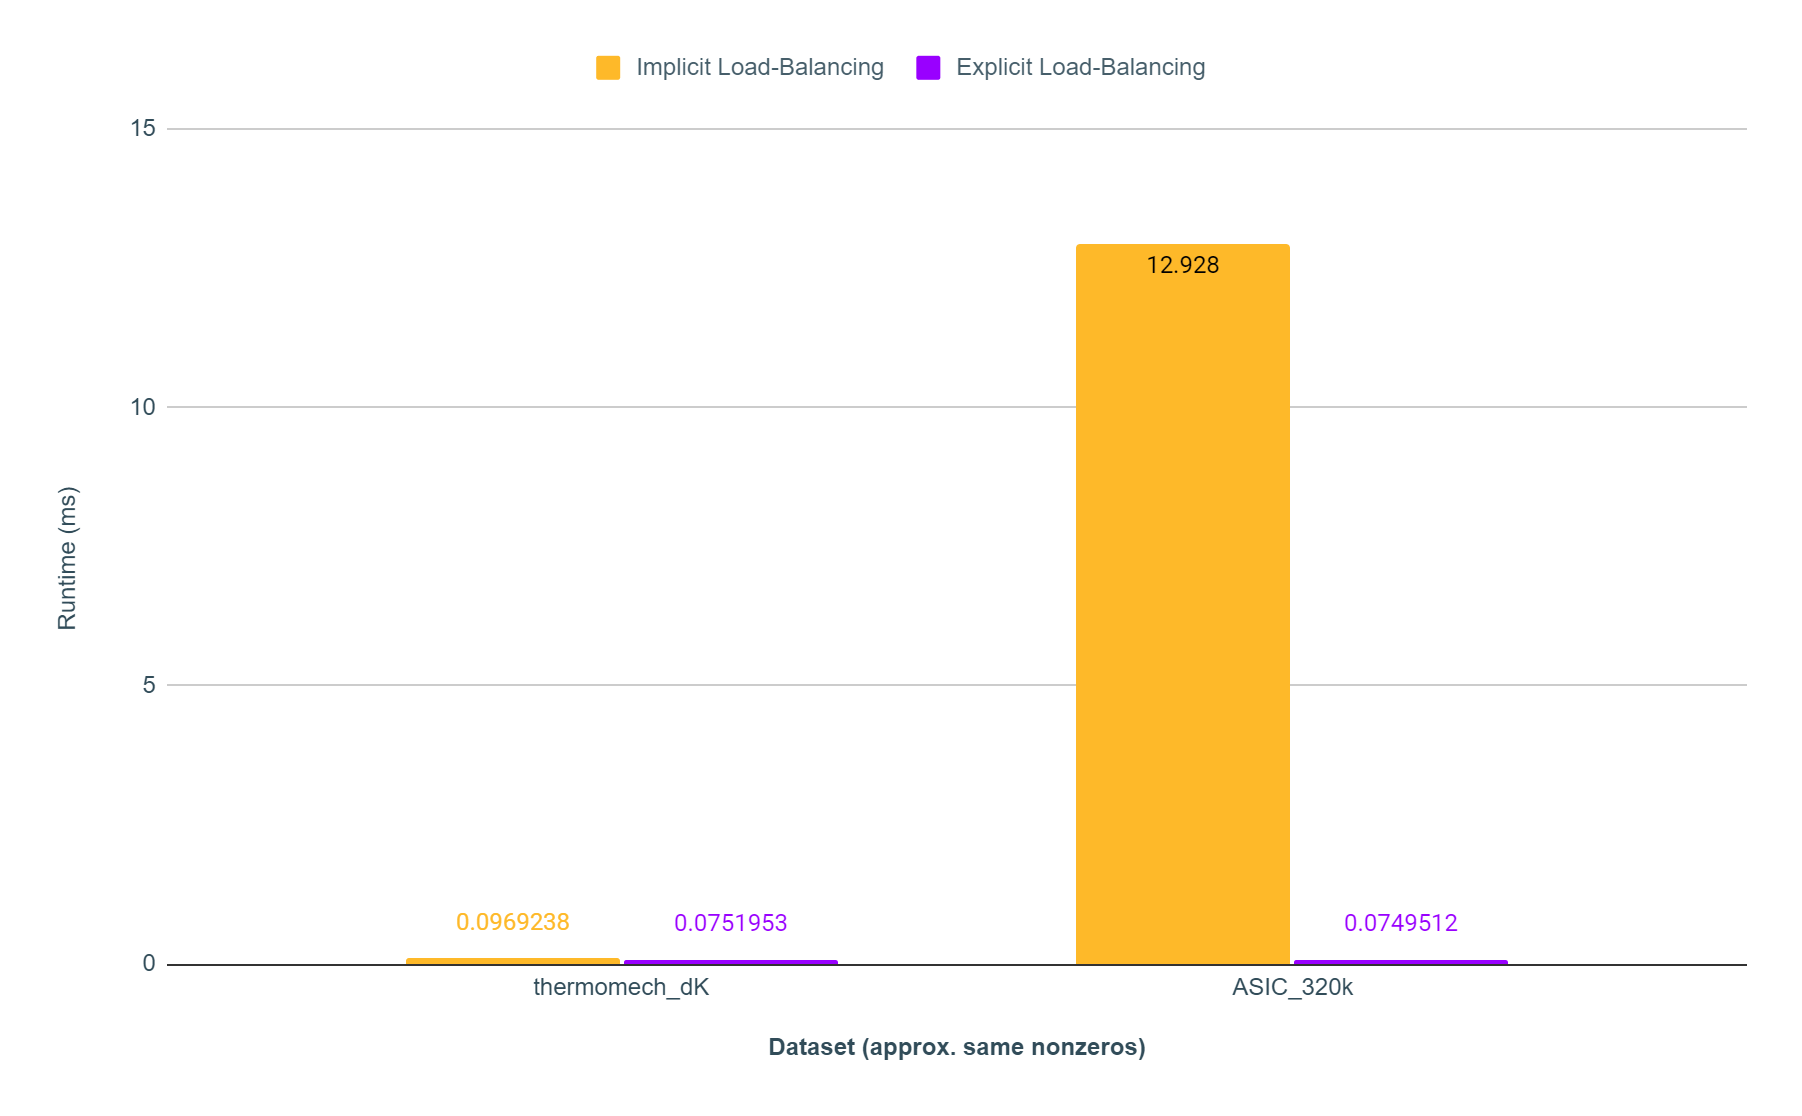 Implicit Load-Balancing Explicit Load-Balancing
15
10
5
0
Runtime (ms)
12.928
0.0969238
0.0751953
0.0749512
thermomech_dK
ASIC_320k
Dataset (approx. same nonzeros)